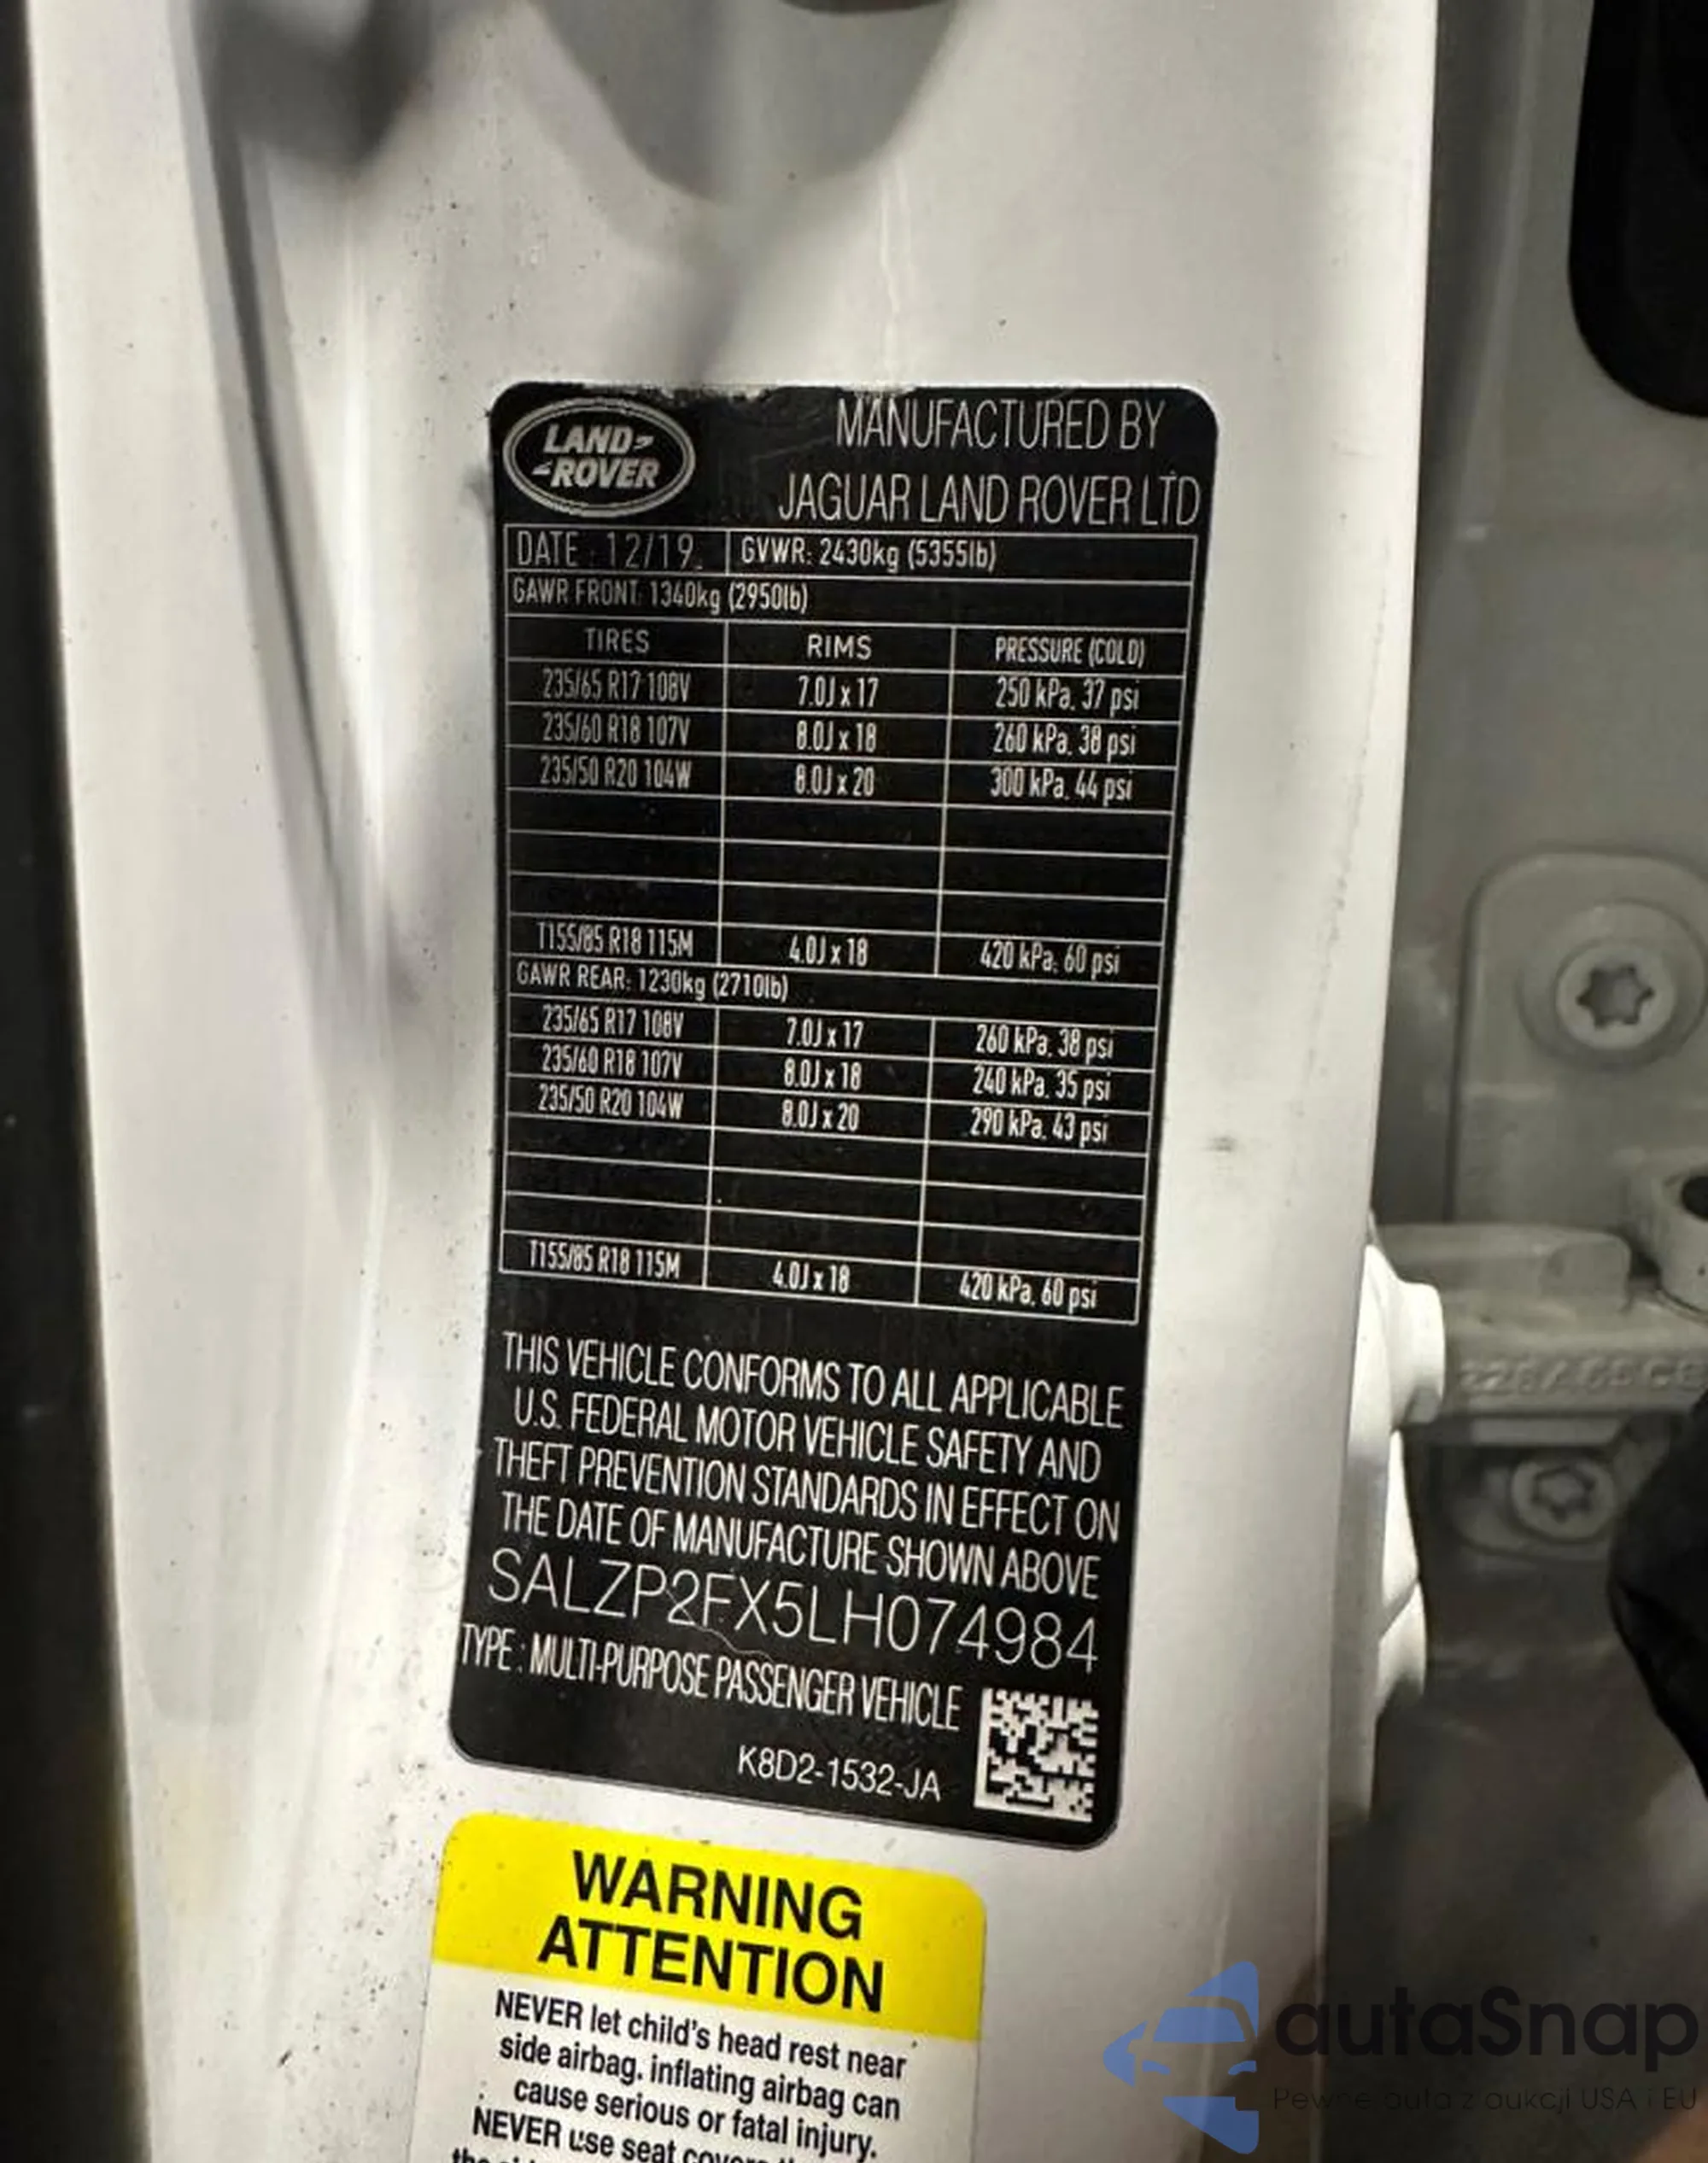 LAND
ROVER
MANUFACTURED BY
JAGUAR LAND ROVER LTD
DATE : 12/19 GVWR: 2430kg (5355lb)
GAWR FRONT: 1340kg (2950lb)
TIRES RIMS PRESSURE (COLD)
235/65 R17 108V 7.0J x 17 250 kPa, 37 psi
235/60 R18 107V 8.0J x 18 260 kPa, 38 psi
235/50 R20 104W 8.0J x 20 300 kPa, 44 psi
T155/85 R18 115M 4.0J x 18 420 kPa, 60 psi
GAWR REAR: 1230kg (2710lb)
235/65 R17 108V 7.0J x 17 260 kPa, 38 psi
235/60 R18 107V 8.0J x 18 240 kPa, 35 psi
235/50 R20 104W 8.0J x 20 290 kPa, 43 psi
T155/85 R18 115M 4.0J x 18 420 kPa, 60 psi
THIS VEHICLE CONFORMS TO ALL APPLICABLE
U.S. FEDERAL MOTOR VEHICLE SAFETY AND
THEFT PREVENTION STANDARDS IN EFFECT ON
THE DATE OF MANUFACTURE SHOWN ABOVE
SALZP2FX5LH074984
TYPE : MULTI-PURPOSE PASSENGER VEHICLE
K8D2-1532-JA
WARNING
ATTENTION
NEVER let child's head rest near
side airbag, inflating airbag can
cause serious or fatal injury.
NEVER use seat
autaSnap
Pewne auta z aukcji USA i EU